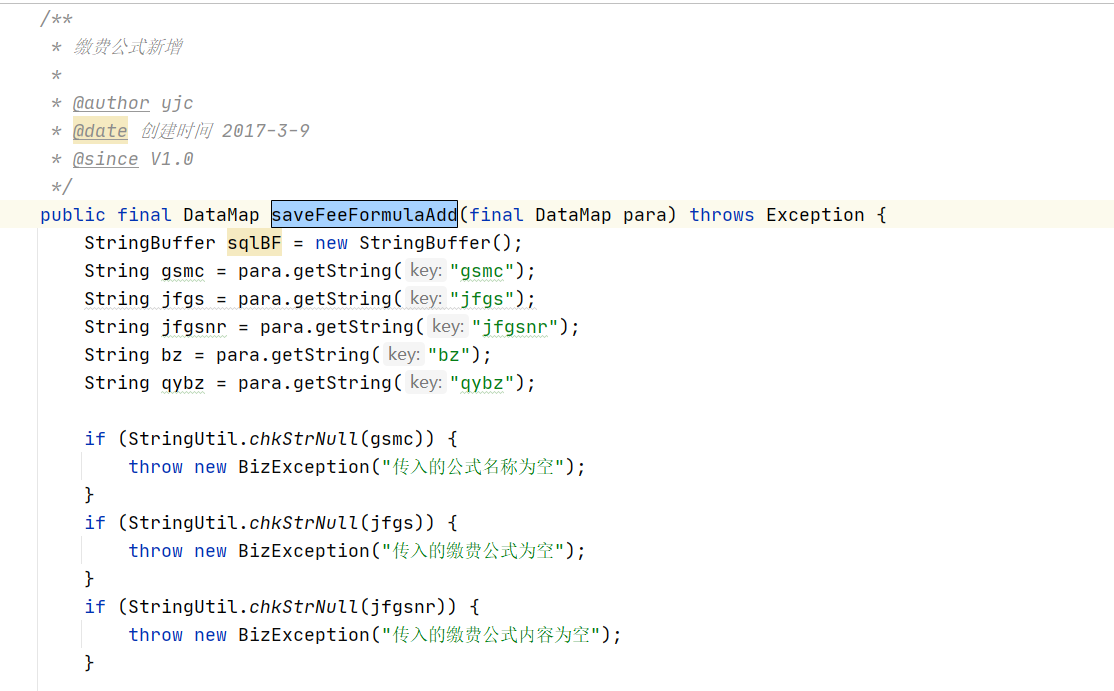 /**
 * 缴费公式新增
 *
 * @author yjc
 * @date 创建时间 2017-3-9
 * @since V1.0
 */
public final DataMap saveFeeFormulaAdd(final DataMap para) throws Exception {
    StringBuffer sqlBF = new StringBuffer();
    String gsmc = para.getString( key: "gsmc");
    String jfgs = para.getString( key: "jfgs");
    String jfgsnr = para.getString( key: "jfgsnr");
    String bz = para.getString( key: "bz");
    String qybz = para.getString( key: "qybz");

    if (StringUtil.chkStrNull(gsmc)) {
        throw new BizException("传入的公式名称为空");
    }
    if (StringUtil.chkStrNull(jfgs)) {
        throw new BizException("传入的缴费公式为空");
    }
    if (StringUtil.chkStrNull(jfgsnr)) {
        throw new BizException("传入的缴费公式内容为空");
    }